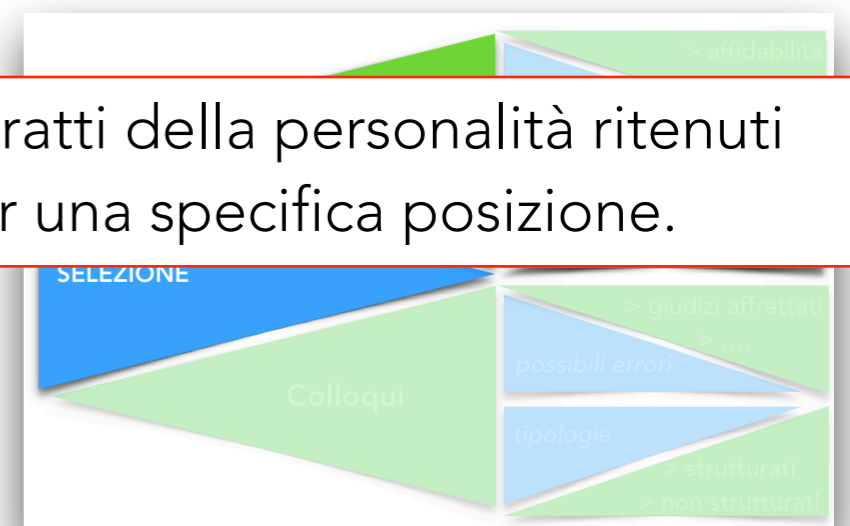 > affidabilità
ratti della personalità ritenuti
r una specifica posizione.
SELEZIONE
> giudizi affrettati
> ....
possibili errori
Colloqui
tipologie
> strutturati
> non strutturati